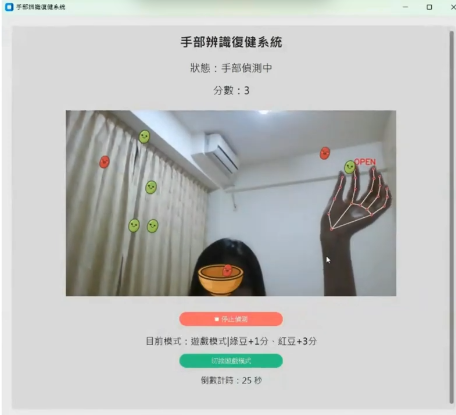 手部辨識復健系統
手部辨識復健系統
狀態：手部偵測中
分數：3
OPEN
■ 停止偵測
目前模式：遊戲模式|綠豆+1分，紅豆+3分
切換遊戲模式
倒數計時：25 秒